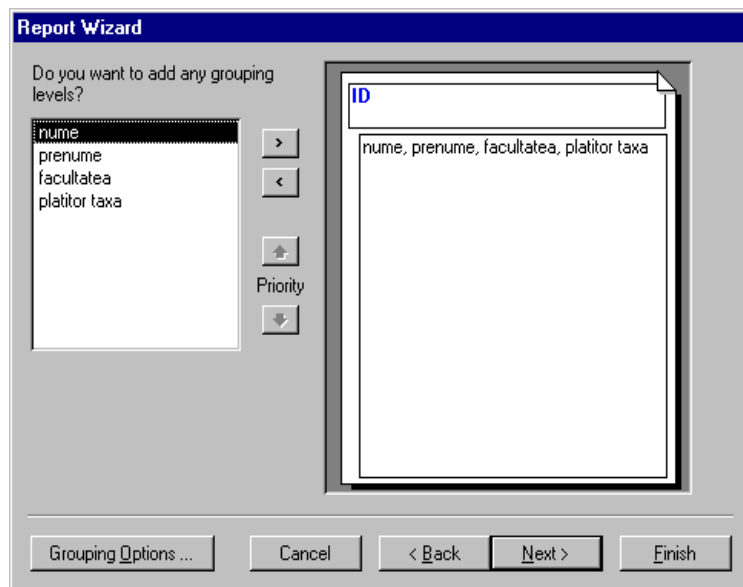 Report Wizard
Do you want to add any grouping
levels?
nume
prenume
facultatea
platitor taxa
>
<
Priority
ID
nume, prenume, facultatea, platitor taxa
Grouping Options ...
Cancel
< Back
Next >
Finish